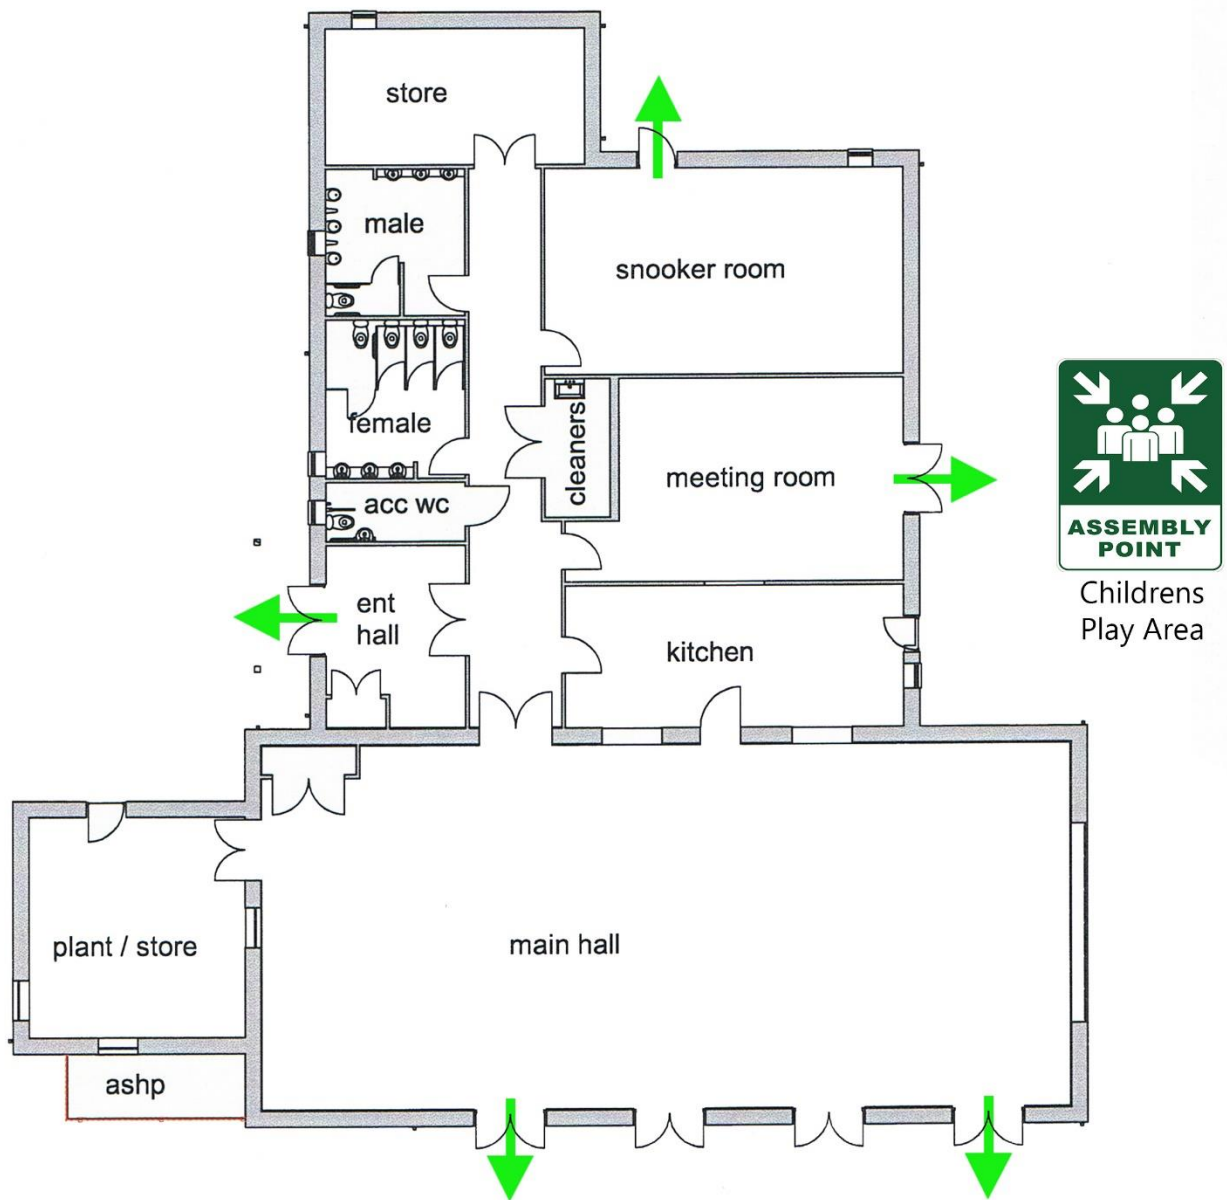 store
male
snooker room
female
cleaners
meeting room
acc wc
ASSEMBLY
POINT
Childrens
Play Area
ent
hall
kitchen
plant / store
main hall
ashp